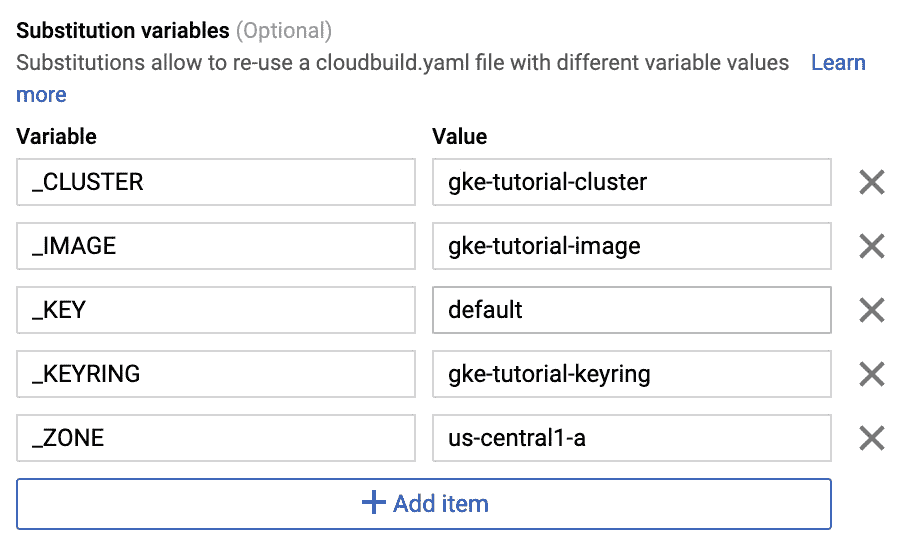 Substitution variables (Optional)
Substitutions allow to re-use a cloudbuild.yaml file with different variable values Learn
more
Variable Value
_CLUSTER gke-tutorial-cluster
_IMAGE gke-tutorial-image
_KEY default
_KEYRING gke-tutorial-keyring
_ZONE us-central1-a
+ Add item